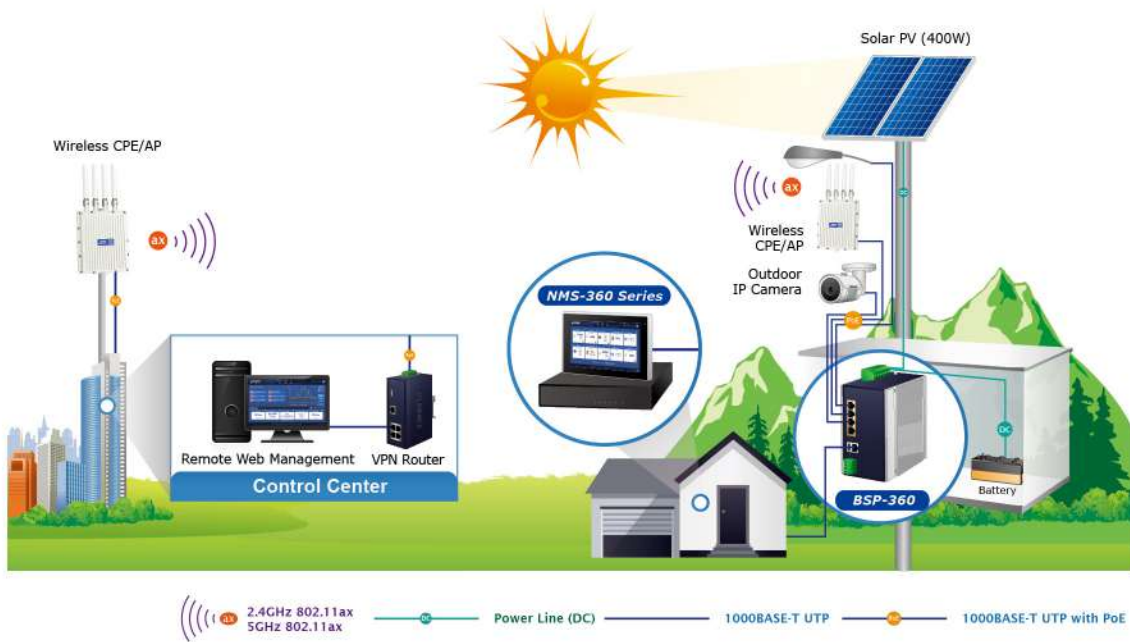 Solar PV (400W)
Wireless CPE/AP
ax
DC
ax
Wireless
CPE/AP
Outdoor
IP Camera
NMS-360 Series
PoE
DC
Remote Web Management
VPN Router
Control Center
BSP-360
Battery
2.4GHz 802.11ax
5GHz 802.11ax
ax
DC
Power Line (DC)
1000BASE-T UTP
PoE
1000BASE-T UTP with PoE